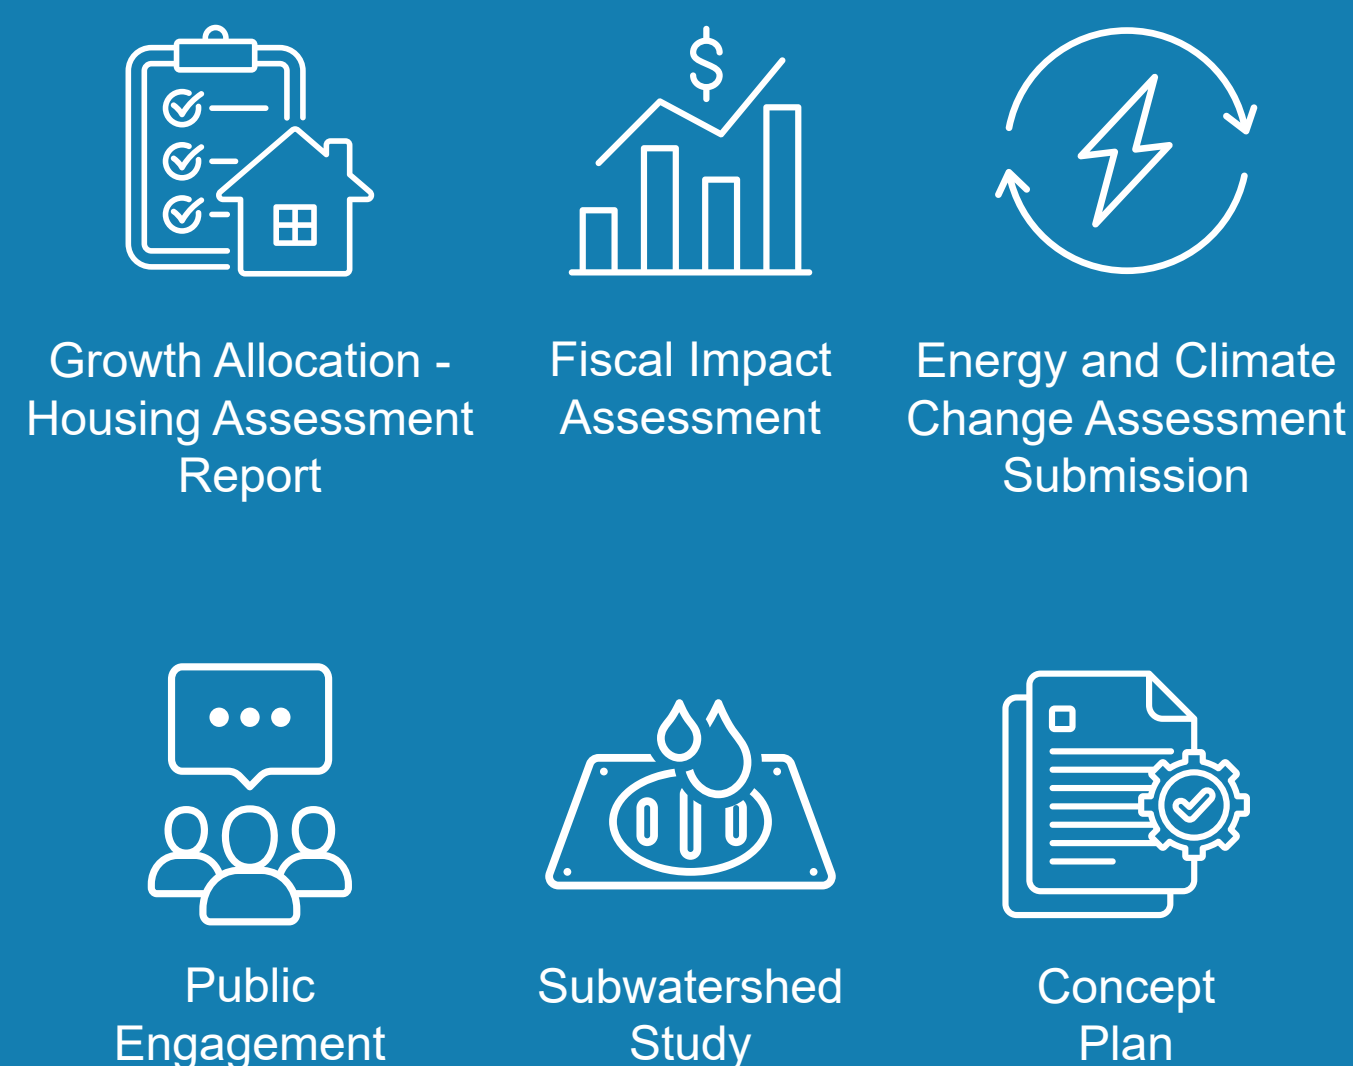 $
Growth Allocation -
Housing Assessment
Report
Fiscal Impact
Assessment
Energy and Climate
Change Assessment
Submission
Public
Engagement
Subwatershed
Study
Concept
Plan